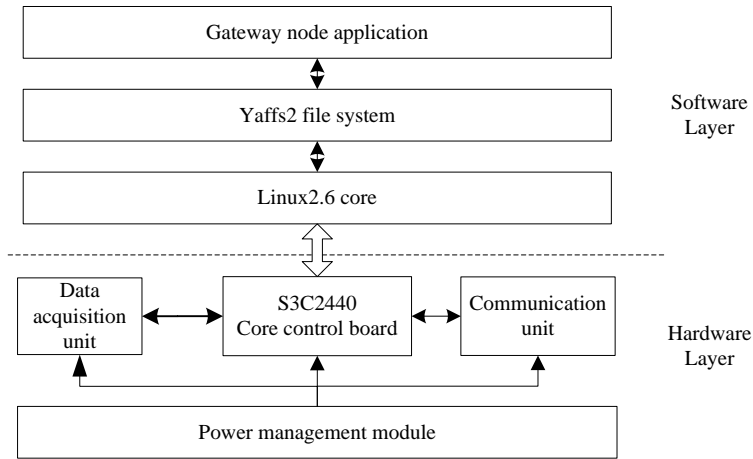 Gateway node application
Yaffs2 file system
Software
Layer
Linux2.6 core
Data
acquisition
unit
S3C2440
Core control board
Communication
unit
Hardware
Layer
Power management module